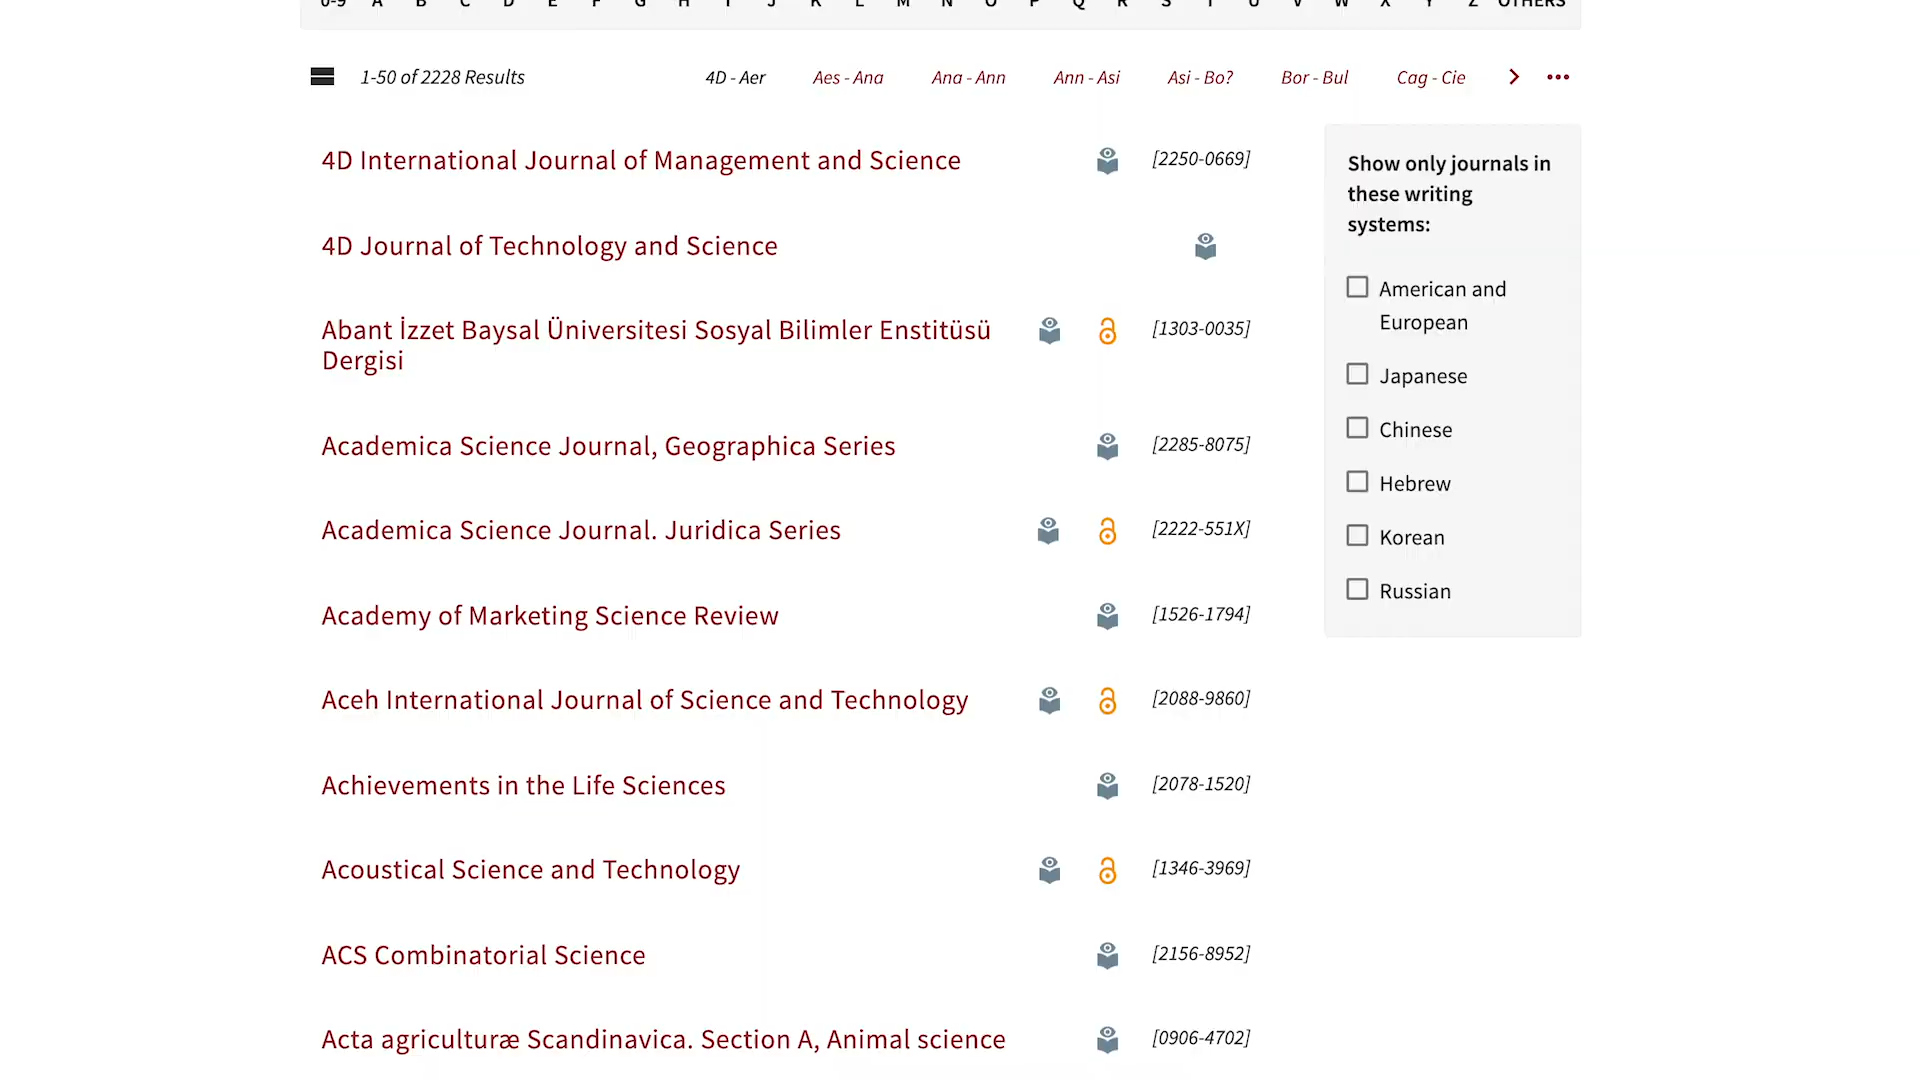 0-9 A B C D E F G H I J K L M N O P Q R S T U V W X Y Z OTHERS
1-50 of 2228 Results
4D - Aer Aes - Ana Ana - Ann Ann - Asi Asi - Bo? Bor - Bul Cag - Cie
4D International Journal of Management and Science [2250-0669]
4D Journal of Technology and Science
Abant İzzet Baysal Üniversitesi Sosyal Bilimler Enstitüsü [1303-0035]
Dergisi
Academica Science Journal, Geographica Series [2285-8075]
Academica Science Journal. Juridica Series [2222-551X]
Academy of Marketing Science Review [1526-1794]
Aceh International Journal of Science and Technology [2088-9860]
Achievements in the Life Sciences [2078-1520]
Acoustical Science and Technology [1346-3969]
ACS Combinatorial Science [2156-8952]
Acta agriculturæ Scandinavica. Section A, Animal science [0906-4702]
Show only journals in
these writing
systems:
American and
European
Japanese
Chinese
Hebrew
Korean
Russian